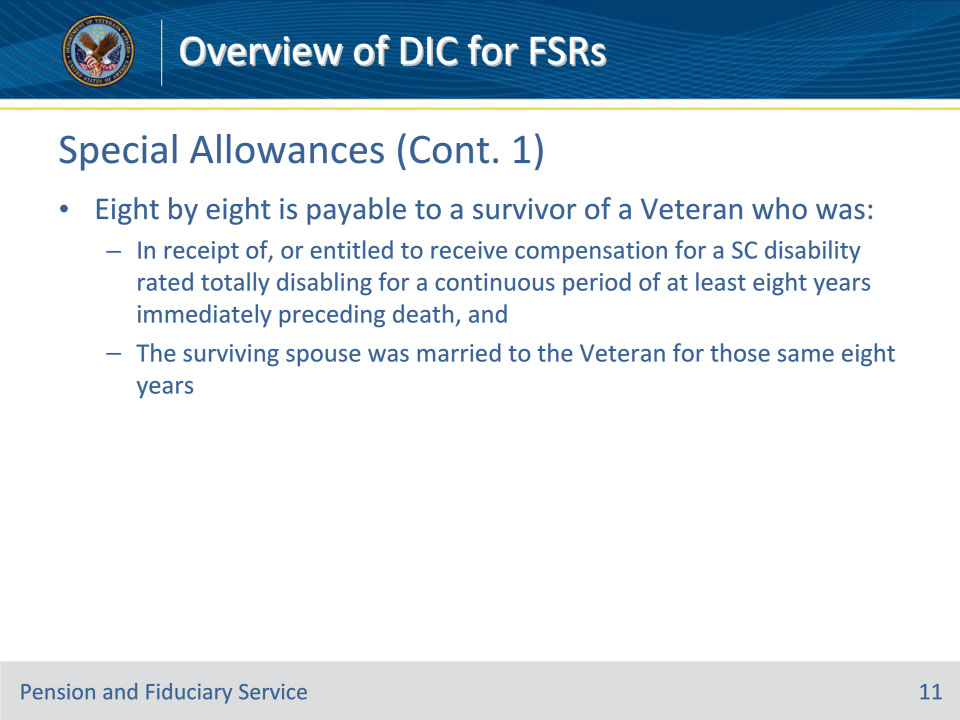 Overview of DIC for FSRs
Special Allowances (Cont. 1)
• Eight by eight is payable to a survivor of a Veteran who was:
– In receipt of, or entitled to receive compensation for a SC disability
rated totally disabling for a continuous period of at least eight years
immediately preceding death, and
– The surviving spouse was married to the Veteran for those same eight
years
Pension and Fiduciary Service
11